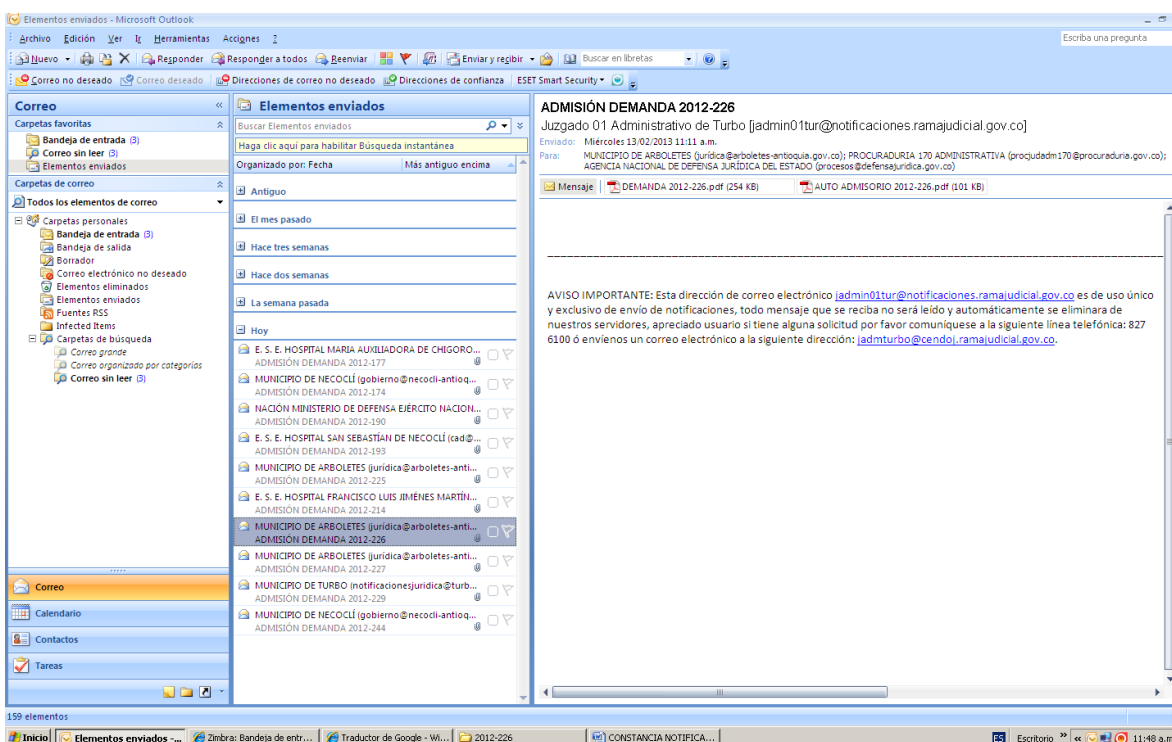 Elementos enviados - Microsoft Outlook
Archivo Edición Ver Ir Herramientas Acciones ?
Escriba una pregunta
Nuevo Responder Responder a todos Reenviar Enviar y recibir Buscar en libretas
Correo no deseado Correo deseado Direcciones de correo no deseado Direcciones de confianza ESET Smart Security
Correo
Carpetas favoritas
Bandeja de entrada (3)
Correo sin leer (3)
Elementos enviados
Carpetas de correo
Todos los elementos de correo
Carpetas personales
Bandeja de entrada (3)
Bandeja de salida
Borrador
Correo electrónico no deseado
Elementos eliminados
Elementos enviados
Fuentes RSS
Infected Items
Carpetas de búsqueda
Correo grande
Correo organizado por categorías
Correo sin leer (3)
Correo
Calendario
Contactos
Tareas
Elementos enviados
Buscar Elementos enviados
Haga clic aquí para habilitar Búsqueda instantánea
Organizado por: Fecha Más antiguo encima
Antiguo
El mes pasado
Hace tres semanas
Hace dos semanas
La semana pasada
Hoy
E. S. E. HOSPITAL MARIA AUXILIADORA DE CHIGORO...
ADMISIÓN DEMANDA 2012-177
MUNICIPIO DE NECOCLÍ (gobierno@necocli-antioq...
ADMISIÓN DEMANDA 2012-174
NACIÓN MINISTERIO DE DEFENSA EJÉRCITO NACION...
ADMISIÓN DEMANDA 2012-190
E. S. E. HOSPITAL SAN SEBASTÍAN DE NECOCLÍ (cad@...
ADMISIÓN DEMANDA 2012-193
MUNICIPIO DE ARBOLETES (jurídica@arboletes-anti...
ADMISIÓN DEMANDA 2012-225
E. S. E. HOSPITAL FRANCISCO LUIS JIMÉNES MARTÍN...
ADMISIÓN DEMANDA 2012-214
MUNICIPIO DE ARBOLETES (jurídica@arboletes-anti...
ADMISIÓN DEMANDA 2012-226
MUNICIPIO DE ARBOLETES (jurídica@arboletes-anti...
ADMISIÓN DEMANDA 2012-227
MUNICIPIO DE TURBO (notificacionesjuridica@turb...
ADMISIÓN DEMANDA 2012-229
MUNICIPIO DE NECOCLÍ (gobierno@necocli-antioq...
ADMISIÓN DEMANDA 2012-244
ADMISIÓN DEMANDA 2012-226
Juzgado 01 Administrativo de Turbo [jadmin01tur@notificaciones.ramajudicial.gov.co]
Enviado: Miércoles 13/02/2013 11:11 a.m.
Para: MUNICIPIO DE ARBOLETES (jurídica@arboletes-antioquia.gov.co); PROCURADURIA 170 ADMINISTRATIVA (procjudadm170@procuraduria.gov.co);
AGENCIA NACIONAL DE DEFENSA JURÍDICA DEL ESTADO (procesos@defensajuridica.gov.co)
Mensaje DEMANDA 2012-226.pdf (254 KB) AUTO ADMISORIO 2012-226.pdf (101 KB)
AVISO IMPORTANTE: Esta dirección de correo electrónico jadmin01tur@notificaciones.ramajudicial.gov.co es de uso único
y exclusivo de envío de notificaciones, todo mensaje que se reciba no será leído y automáticamente se eliminara de
nuestros servidores, apreciado usuario si tiene alguna solicitud por favor comuníquese a la siguiente línea telefónica: 827
6100 ó envíenos un correo electrónico a la siguiente dirección: jadmturbo@cendoj.ramajudicial.gov.co.
159 elementos
Inicio Elementos enviados -... Zimbra: Bandeja de entr... Traductor de Google - Wi... 2012-226 CONSTANCIA NOTIFICA... ES Escritorio 11:48 a.m.